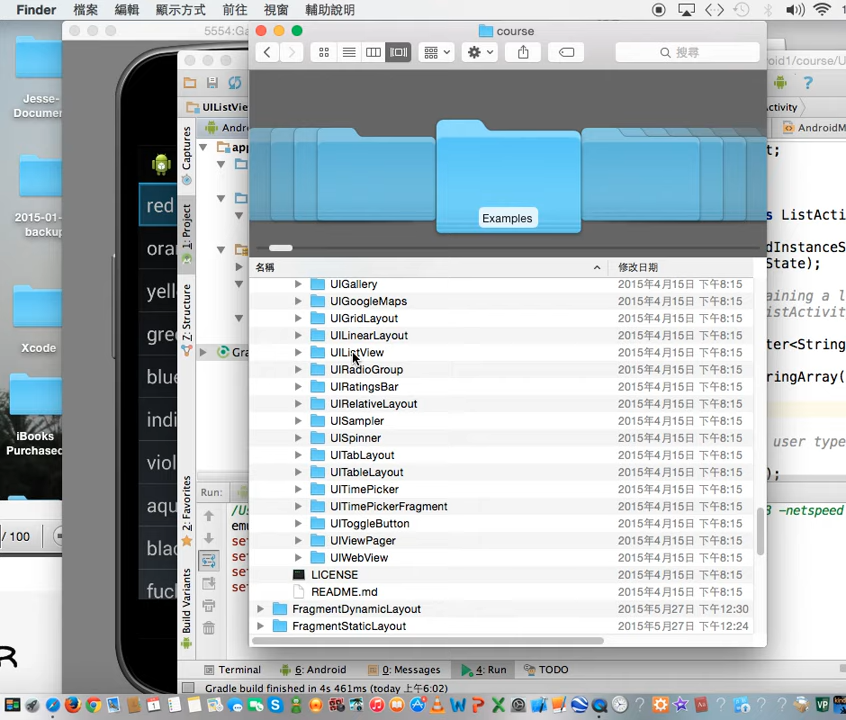 Finder 檔案 編輯 顯示方式 前往 視窗 輔助說明
5554:Ga
course
搜尋
roid1/course/U
UIListVie
Activity
Andr
AndroidM
Jesse-
Documen
2015-01-
backup
Xcode
iBooks
Purchased
/ 100
R
red
oran
yello
gree
blue
indi
viol
aqu
blac
fuch
Captures
1: Project
Z: Structure
2: Favorites
Build Variants
app
Gra
Run:
Examples
名稱 修改日期
UIGallery 2015年4月15日 下午8:15
UIGoogleMaps 2015年4月15日 下午8:15
UIGridLayout 2015年4月15日 下午8:15
UILinearLayout 2015年4月15日 下午8:15
UIListView 2015年4月15日 下午8:15
UIRadioGroup 2015年4月15日 下午8:15
UIRatingsBar 2015年4月15日 下午8:15
UIRelativeLayout 2015年4月15日 下午8:15
UISampler 2015年4月15日 下午8:15
UISpinner 2015年4月15日 下午8:15
UITabLayout 2015年4月15日 下午8:15
UITableLayout 2015年4月15日 下午8:15
UITimePicker 2015年4月15日 下午8:15
UITimePickerFragment 2015年4月15日 下午8:15
UIToggleButton 2015年4月15日 下午8:15
UIViewPager 2015年4月15日 下午8:15
UIWebView 2015年4月15日 下午8:15
LICENSE 2015年4月15日 下午8:15
README.md 2015年4月15日 下午8:15
FragmentDynamicLayout 2015年5月27日 下午12:30
FragmentStaticLayout 2015年5月27日 下午12:24
t;
s ListActiv
dInstanceS
State);
aining a l
istActivit
ter<String
ringArray(
user type
);
/Us
emu
set
set
set
3 -netspeed
Terminal 6: Android 0: Messages 4: Run TODO
Gradle build finished in 4s 461ms (today 上午6:02)